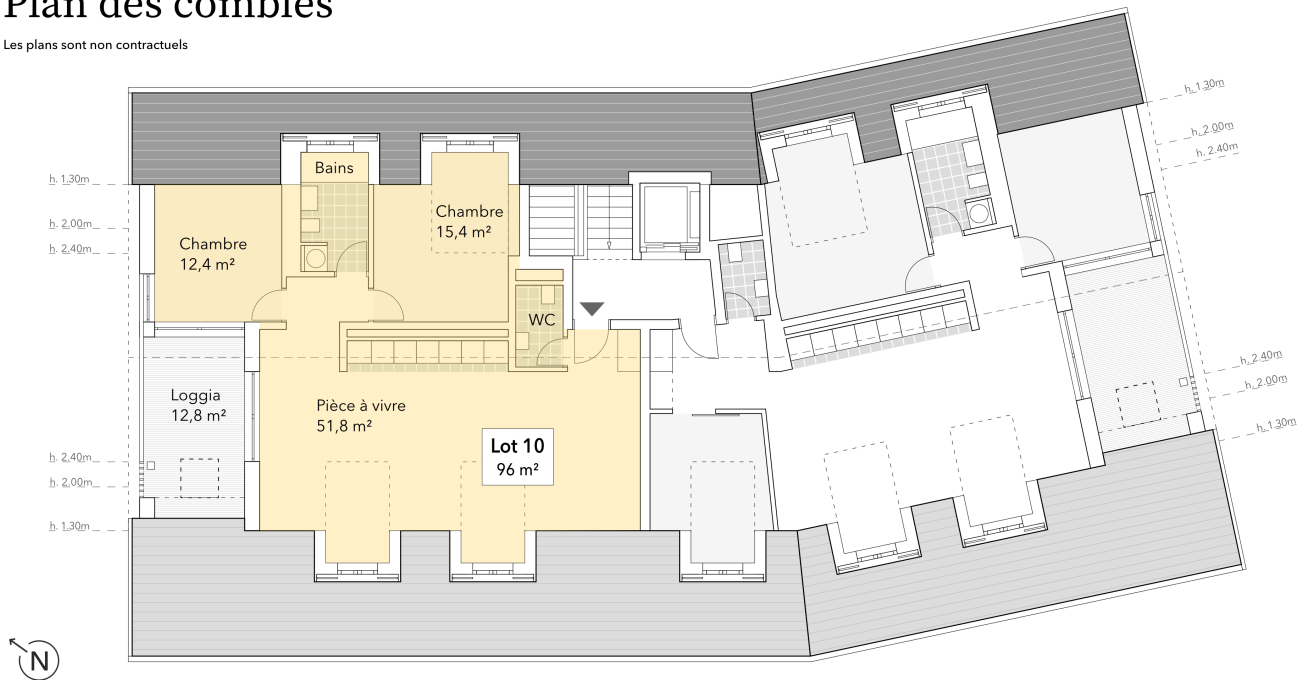 Plan des combles
Les plans sont non contractuels
h. 1.30m
h. 2.00m
h. 2.40m
Bains
Chambre
15,4 m²
Chambre
12,4 m²
WC
h. 1.30m
h. 2.00m
h. 2.40m
Loggia
12,8 m²
Pièce à vivre
51,8 m²
Lot 10
96 m²
h. 2.40m
h. 2.00m
h. 1.30m
h. 2.40m
h. 2.00m
h. 1.30m
N